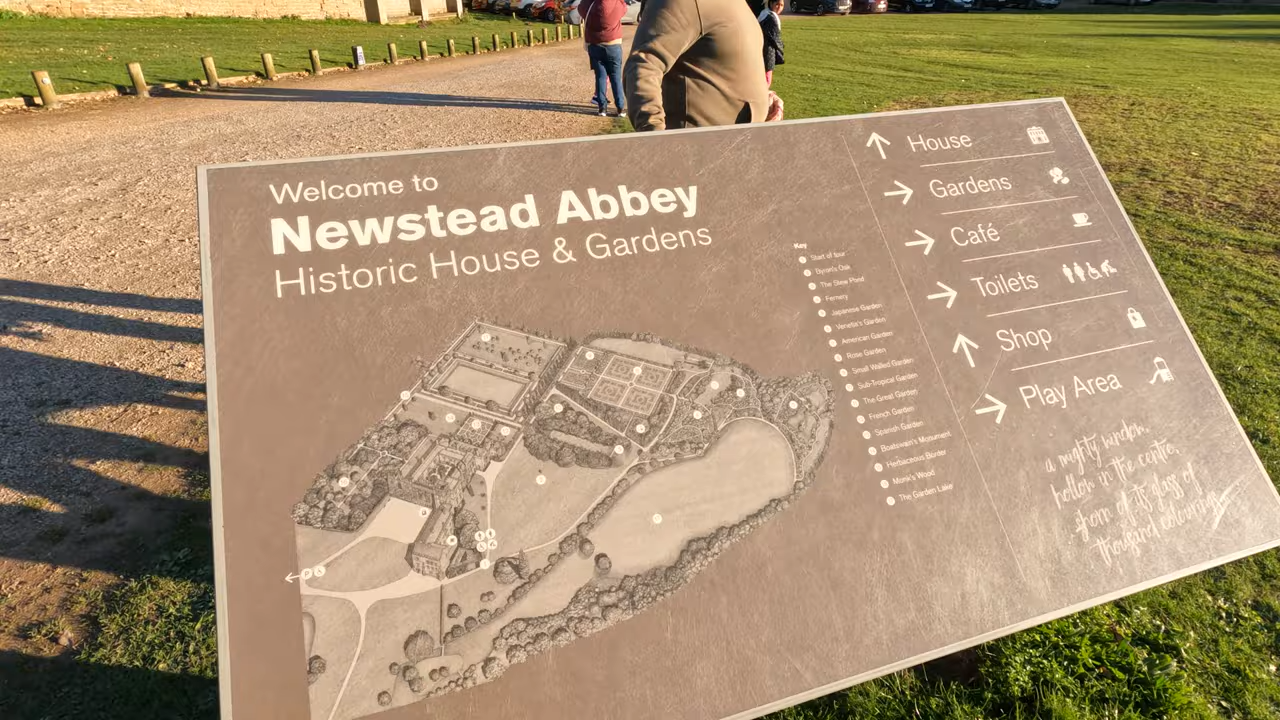 Welcome to
Newstead Abbey
Historic House & Gardens
Key
Start of tour
Byron's Oak
The Stew Pond
Fernery
Japanese Garden
Venetia's Garden
American Garden
Rose Garden
Small Walled Garden
Sub-Tropical Garden
The Great Garden
French Garden
Spanish Garden
Boatswain's Monument
Herbaceous Border
Monk's Wood
The Garden Lake
House
Gardens
Café
Toilets
Shop
Play Area
a mighty window,
hollow in the centre,
shorn of its glass of
thousand colourings
P